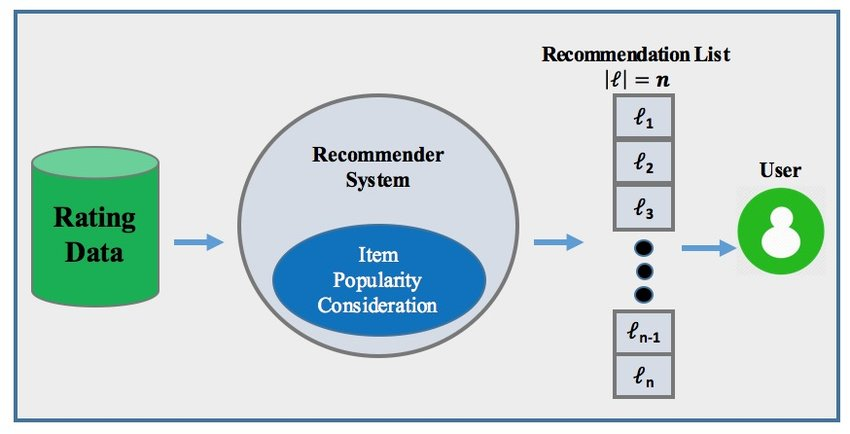 Rating
Data
Recommender
System
Item
Popularity
Consideration
Recommendation List
|ℓ| = n
ℓ1
ℓ2
ℓ3
ℓn-1
ℓn
User